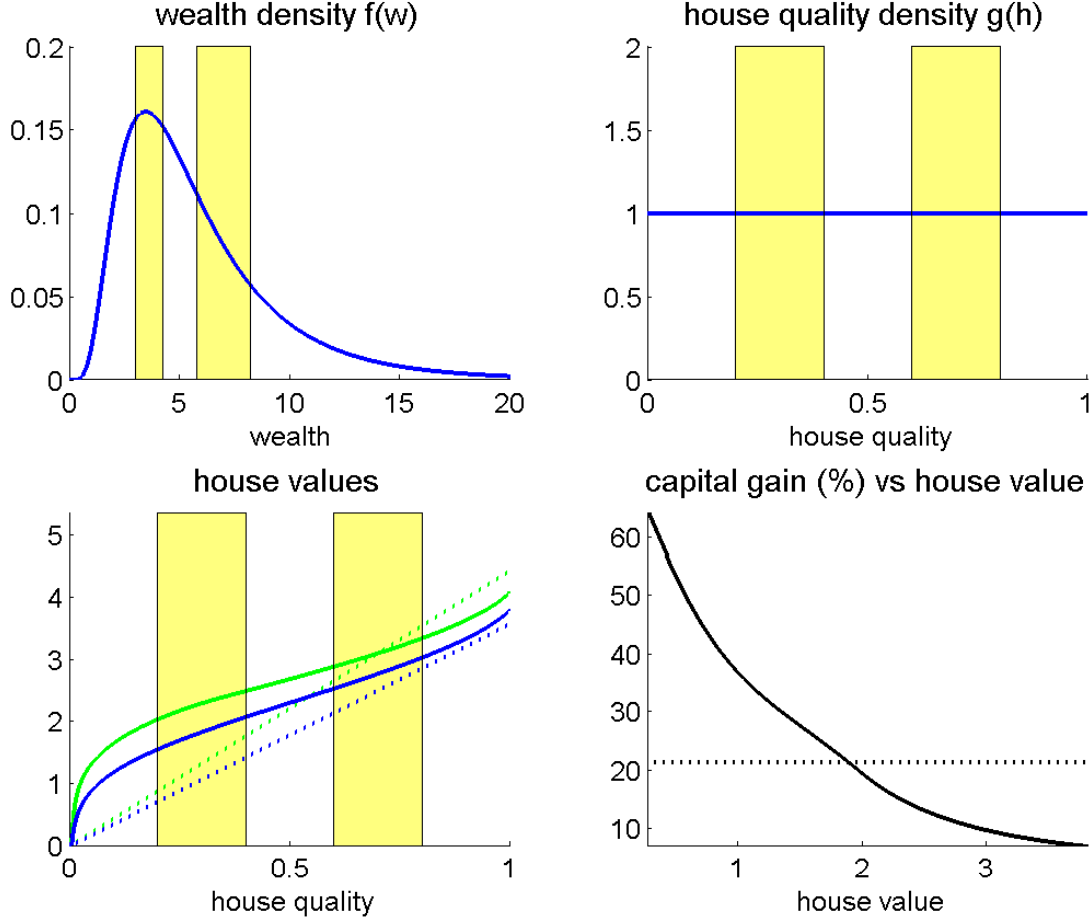 wealth density f(w)
0.2
0.15
0.1
0.05
0
0 5 10 15 20
wealth
house quality density g(h)
2
1.5
1
0.5
0
0 0.5 1
house quality
house values
5
4
3
2
1
0
0 0.5 1
house quality
capital gain (%) vs house value
60
50
40
30
20
10
1 2 3
house value